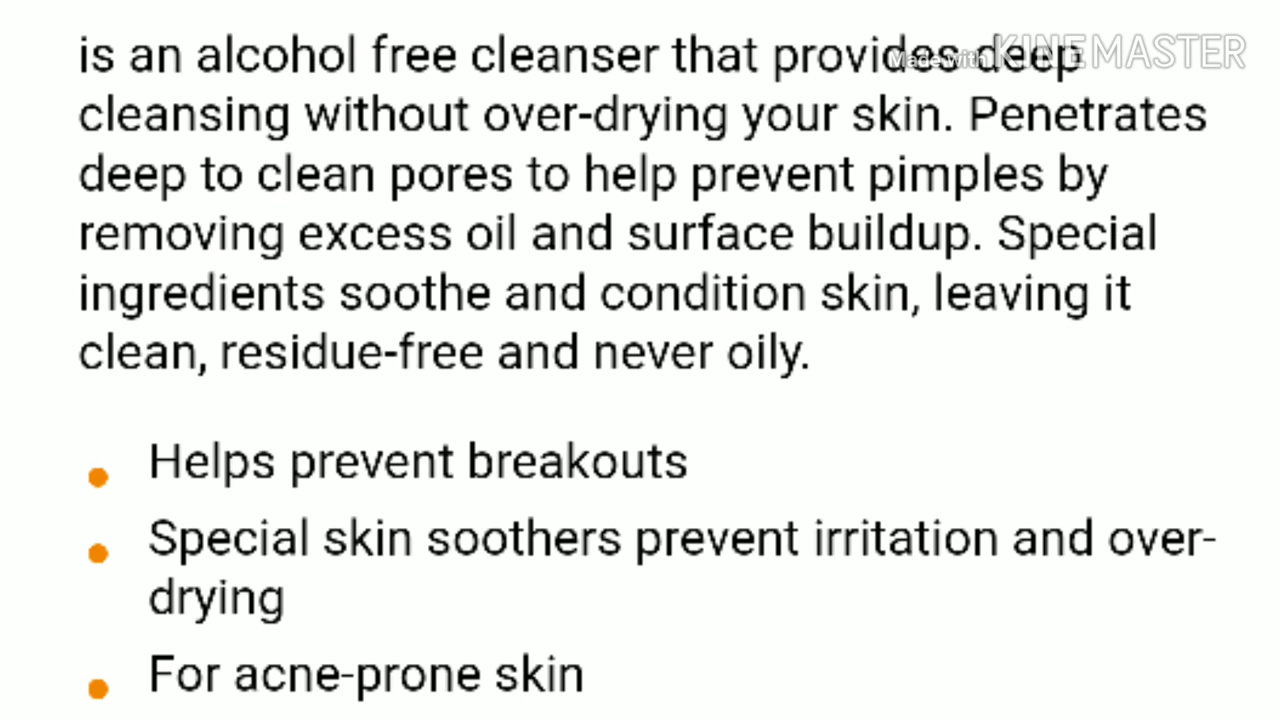 is an alcohol free cleanser that provides deep
Made with KINEMASTER
cleansing without over-drying your skin. Penetrates
deep to clean pores to help prevent pimples by
removing excess oil and surface buildup. Special
ingredients soothe and condition skin, leaving it
clean, residue-free and never oily.
Helps prevent breakouts
Special skin soothers prevent irritation and over-
drying
For acne-prone skin